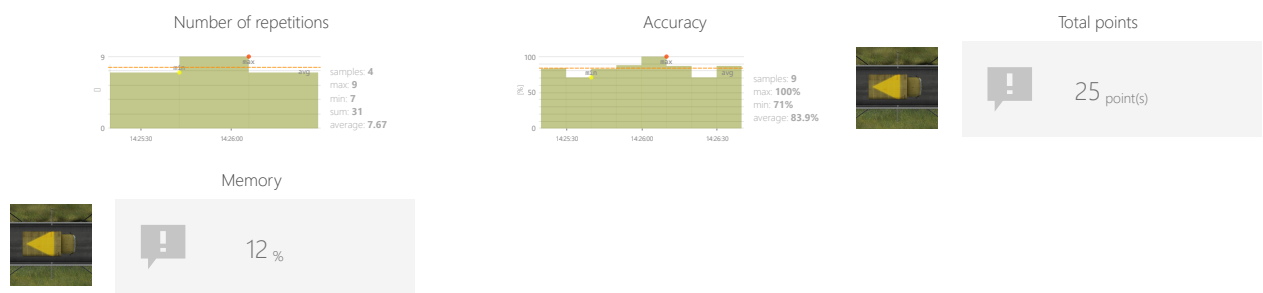 Number of repetitions
9
max
min
avg
0
[]
14:25:30
14:26:00
samples: 4
max: 9
min: 7
sum: 31
average: 7.67
Accuracy
100
max
min
avg
50
[%]
0
14:25:30
14:26:00
14:26:30
samples: 9
max: 100%
min: 71%
average: 83.9%
Total points
25 point(s)
Memory
12 %